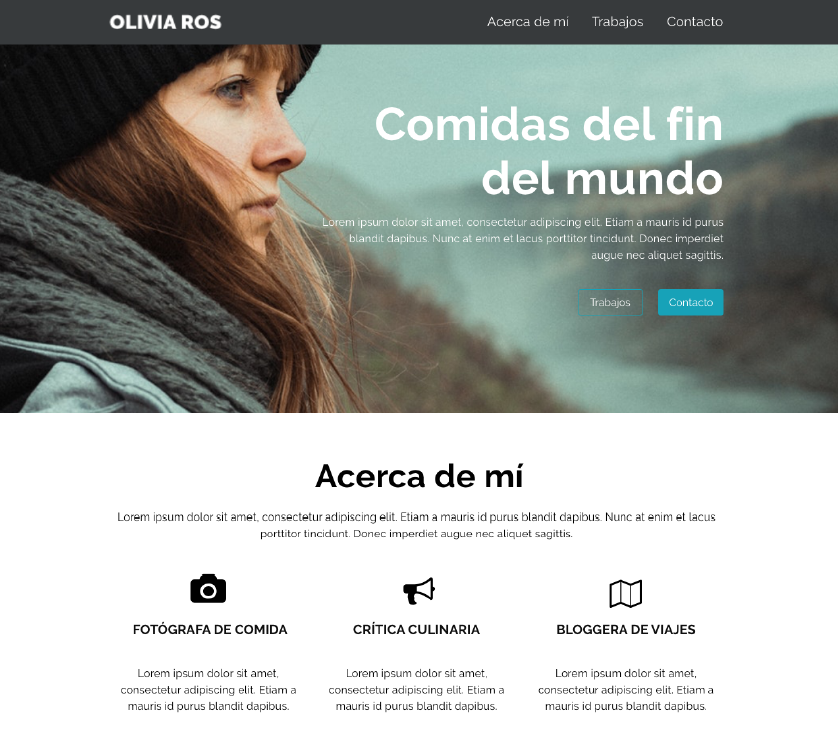 OLIVIA ROS
Acerca de mí Trabajos Contacto
Comidas del fin
del mundo
Lorem ipsum dolor sit amet, consectetur adipiscing elit. Etiam a mauris id purus
blandit dapibus. Nunc at enim et lacus porttitor tincidunt. Donec imperdiet
augue nec aliquet sagittis.
Trabajos Contacto
Acerca de mí
Lorem ipsum dolor sit amet, consectetur adipiscing elit. Etiam a mauris id purus blandit dapibus. Nunc at enim et lacus
porttitor tincidunt. Donec imperdiet augue nec aliquet sagittis.
FOTÓGRAFA DE COMIDA
Lorem ipsum dolor sit amet,
consectetur adipiscing elit. Etiam a
mauris id purus blandit dapibus.
CRÍTICA CULINARIA
Lorem ipsum dolor sit amet,
consectetur adipiscing elit. Etiam a
mauris id purus blandit dapibus.
BLOGGERA DE VIAJES
Lorem ipsum dolor sit amet,
consectetur adipiscing elit. Etiam a
mauris id purus blandit dapibus.